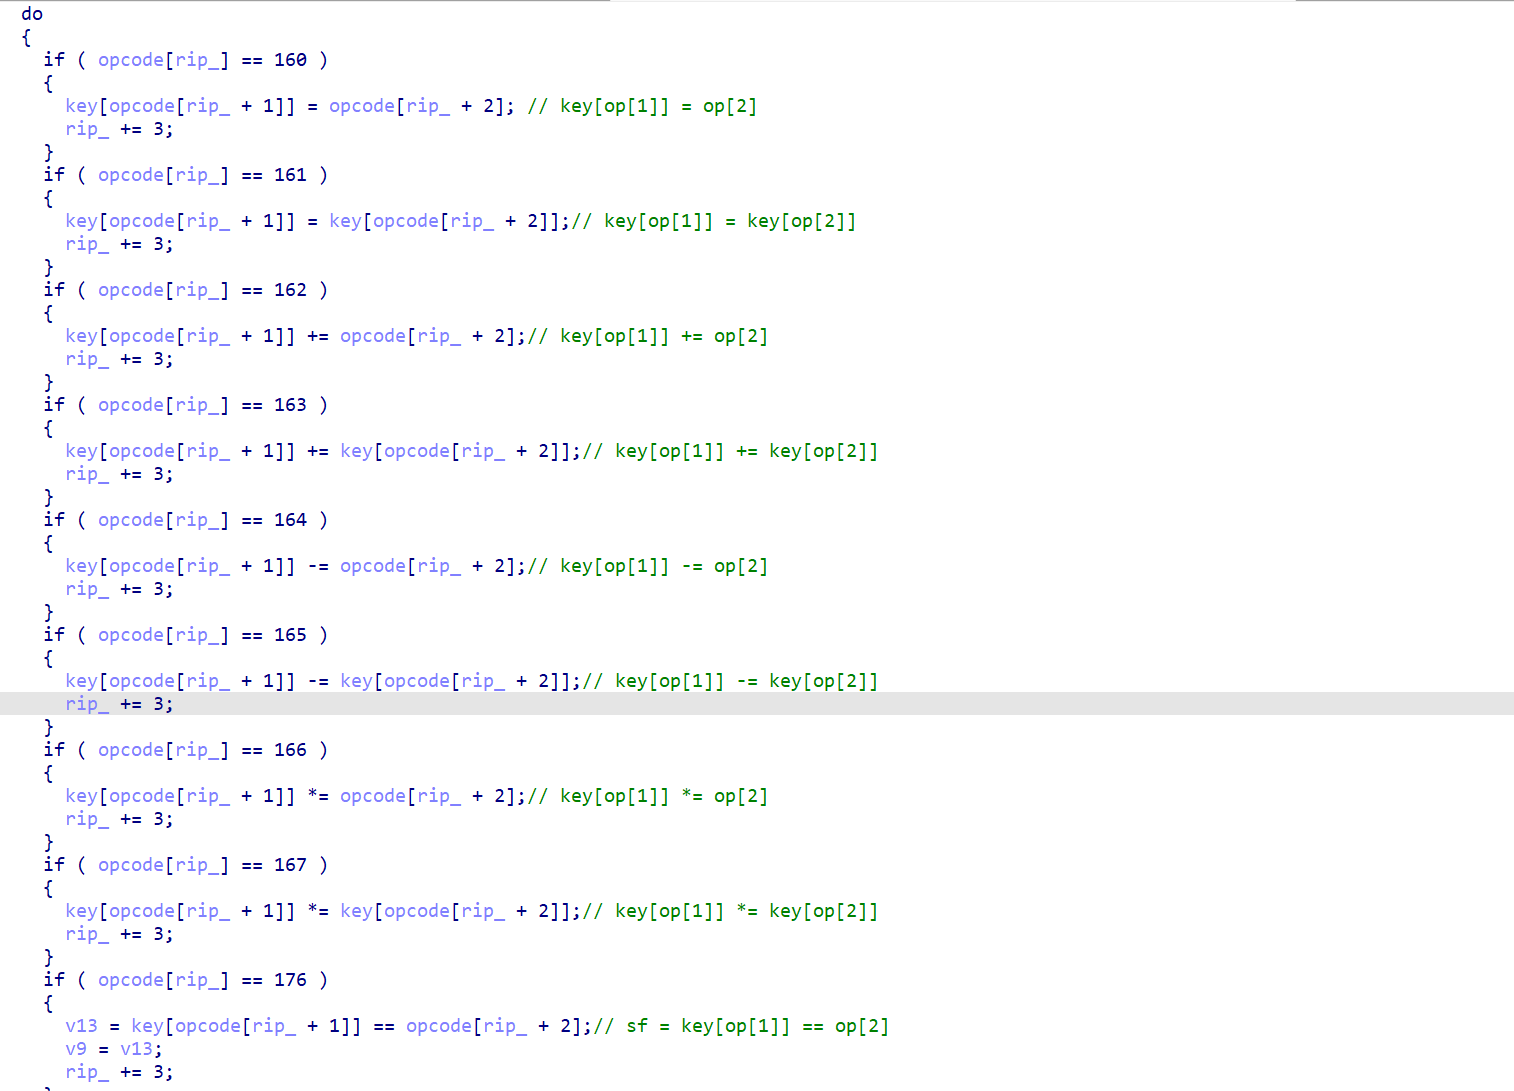 do
{
if ( opcode[rip_] == 160 )
{
key[opcode[rip_ + 1]] = opcode[rip_ + 2]; // key[op[1]] = op[2]
rip_ += 3;
}
if ( opcode[rip_] == 161 )
{
key[opcode[rip_ + 1]] = key[opcode[rip_ + 2]];// key[op[1]] = key[op[2]]
rip_ += 3;
}
if ( opcode[rip_] == 162 )
{
key[opcode[rip_ + 1]] += opcode[rip_ + 2];// key[op[1]] += op[2]
rip_ += 3;
}
if ( opcode[rip_] == 163 )
{
key[opcode[rip_ + 1]] += key[opcode[rip_ + 2]];// key[op[1]] += key[op[2]]
rip_ += 3;
}
if ( opcode[rip_] == 164 )
{
key[opcode[rip_ + 1]] -= opcode[rip_ + 2];// key[op[1]] -= op[2]
rip_ += 3;
}
if ( opcode[rip_] == 165 )
{
key[opcode[rip_ + 1]] -= key[opcode[rip_ + 2]];// key[op[1]] -= key[op[2]]
rip_ += 3;
}
if ( opcode[rip_] == 166 )
{
key[opcode[rip_ + 1]] *= opcode[rip_ + 2];// key[op[1]] *= op[2]
rip_ += 3;
}
if ( opcode[rip_] == 167 )
{
key[opcode[rip_ + 1]] *= key[opcode[rip_ + 2]];// key[op[1]] *= key[op[2]]
rip_ += 3;
}
if ( opcode[rip_] == 176 )
{
v13 = key[opcode[rip_ + 1]] == opcode[rip_ + 2];// sf = key[op[1]] == op[2]
v9 = v13;
rip_ += 3;